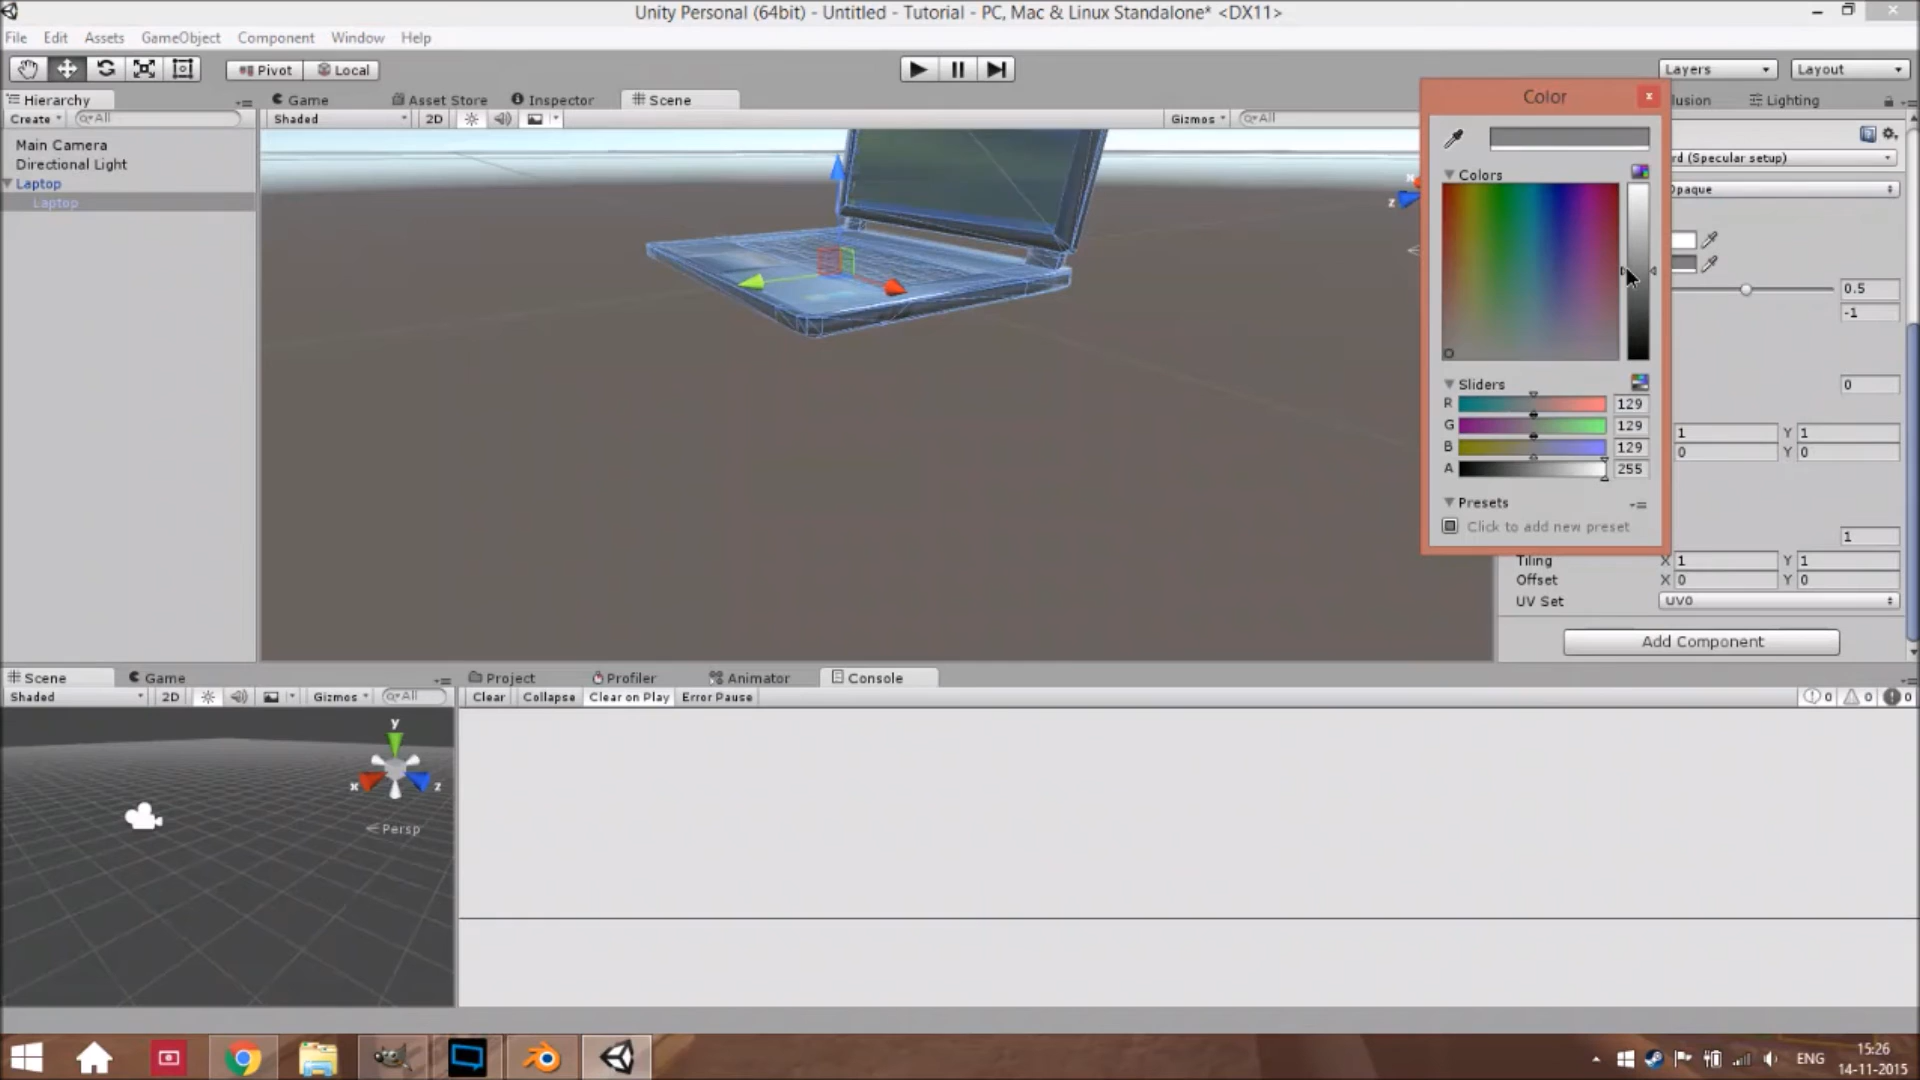 Unity Personal (64bit) - Untitled - Tutorial - PC, Mac & Linux Standalone* <DX11>
File Edit Assets GameObject Component Window Help
Pivot Local Layers Layout
Hierarchy Game Asset Store Inspector Scene Color lusion Lighting
Create All Shaded 2D Gizmos All
Main Camera
Directional Light
Laptop
Laptop
x
z
rd (Specular setup)
Opaque
Colors
0.5
-1
Sliders
0
R 129
G 129
B 129
A 255
1 Y 1
0 Y 0
Presets
Click to add new preset
1
Tiling X 1 Y 1
Offset X 0 Y 0
UV Set UV0
Add Component
Scene Game Project Profiler Animator Console
Shaded 2D Gizmos All Clear Collapse Clear on Play Error Pause 0 0 0
y
x z
Persp
ENG 15:26
14-11-2015